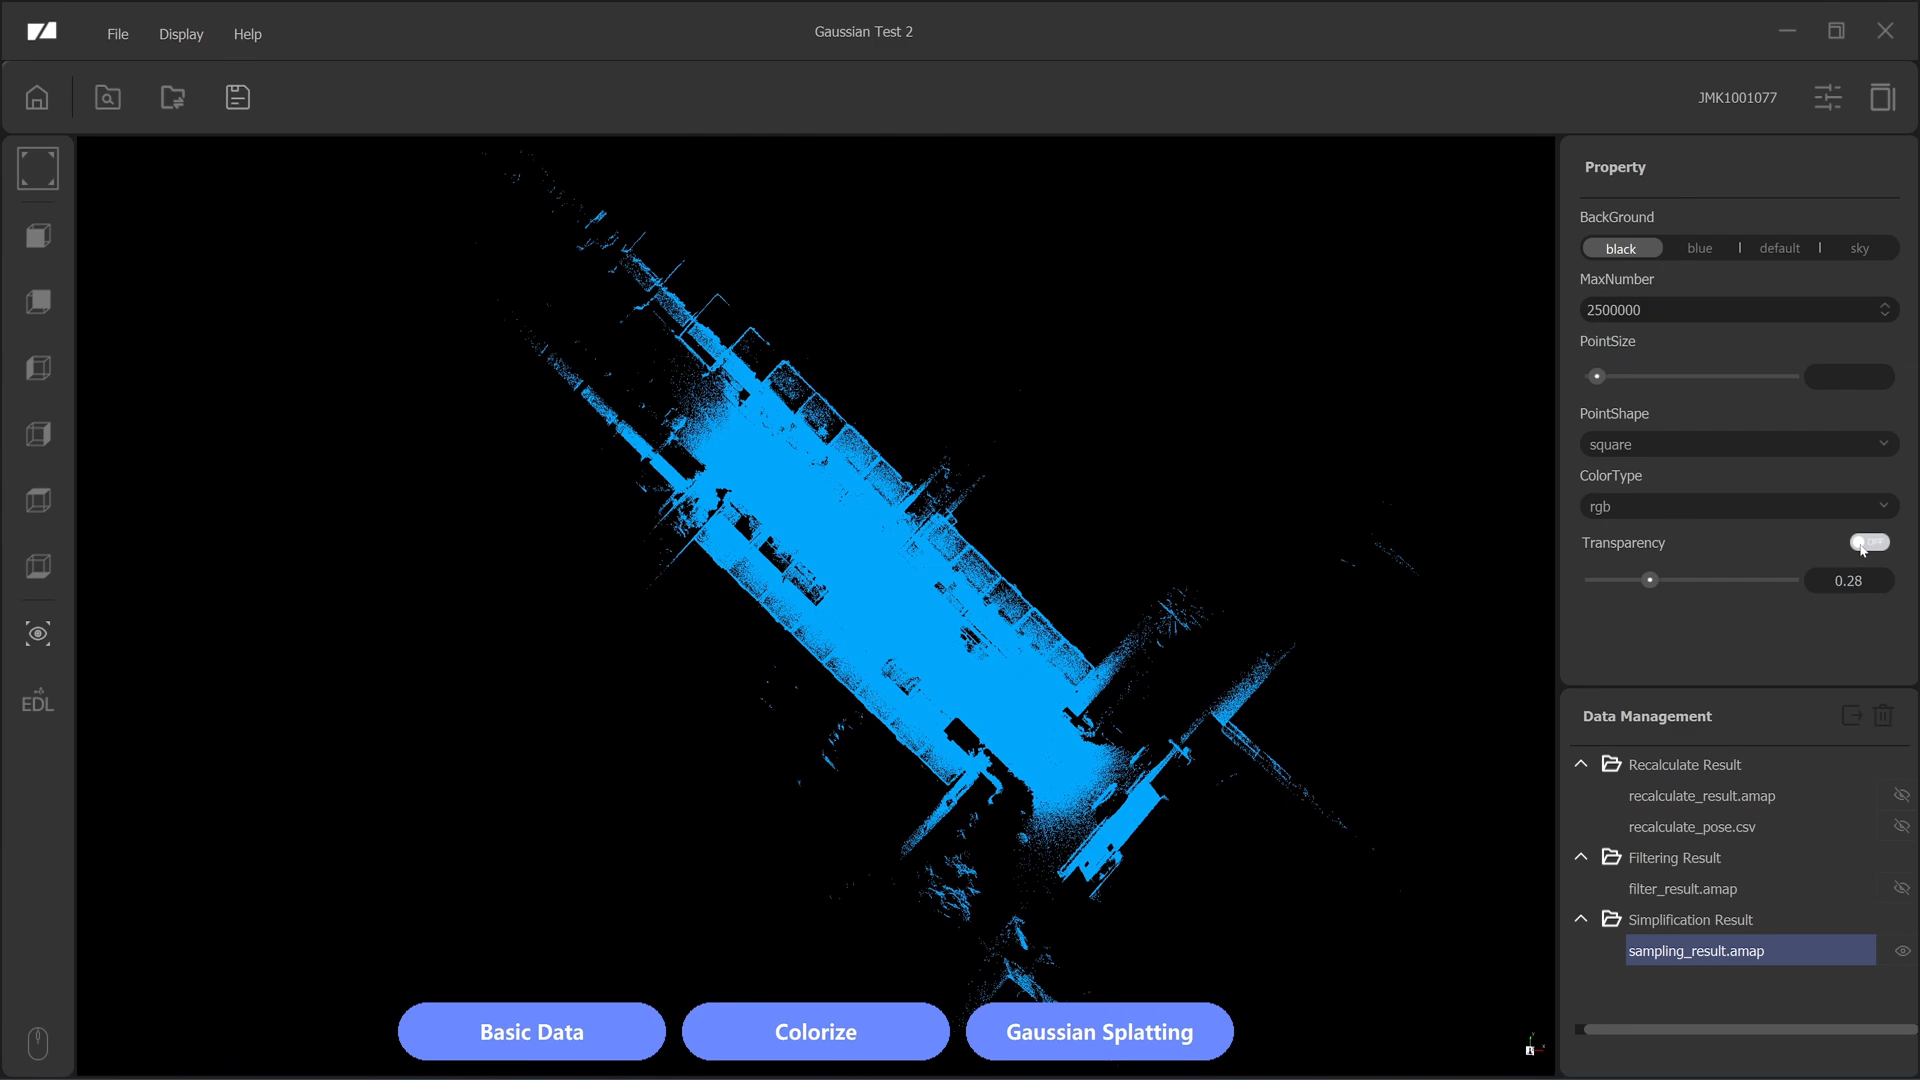 File Display Help
Gaussian Test 2
JMK1001077
Property
BackGround
black blue default sky
MaxNumber
2500000
PointSize
PointShape
square
ColorType
rgb
Transparency
OFF
0.28
EDL
Data Management
Recalculate Result
recalculate_result.amap
recalculate_pose.csv
Filtering Result
filter_result.amap
Simplification Result
sampling_result.amap
Basic Data
Colorize
Gaussian Splatting